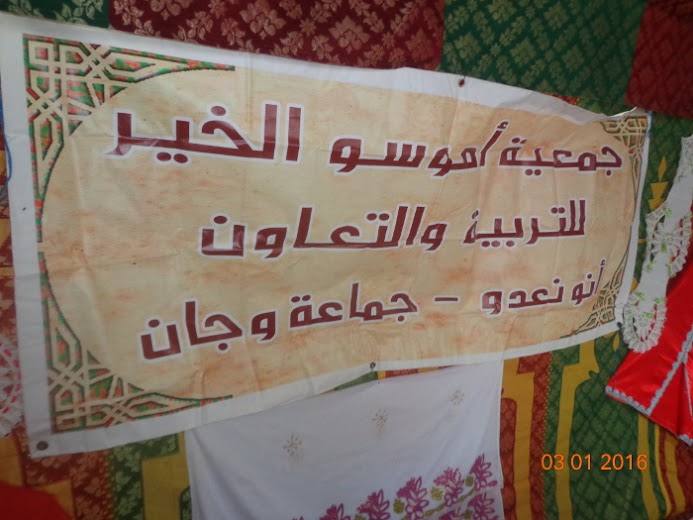 جمعية أموسو الخير
للتربية والتعاون
أنو نعدو - جماعة وجان
03 01 2016